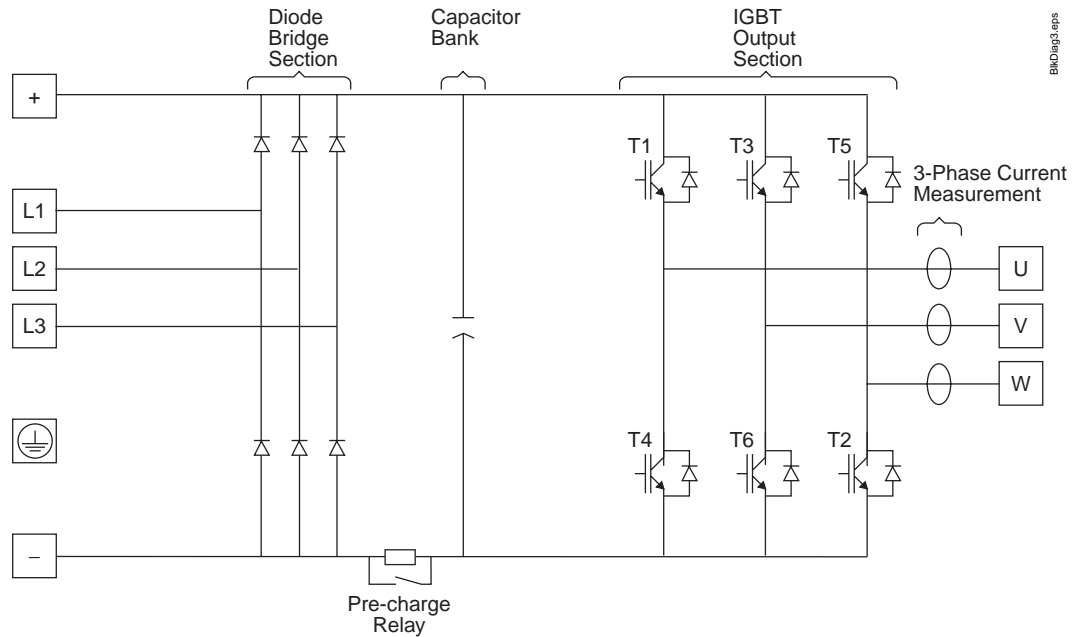 Diode
Bridge
Section
Capacitor
Bank
IGBT
Output
Section
BlkDiag3.eps
+
T1
T3
T5
3-Phase Current
Measurement
L1
L2
U
L3
V
W
T4
T6
T2
–
Pre-charge
Relay